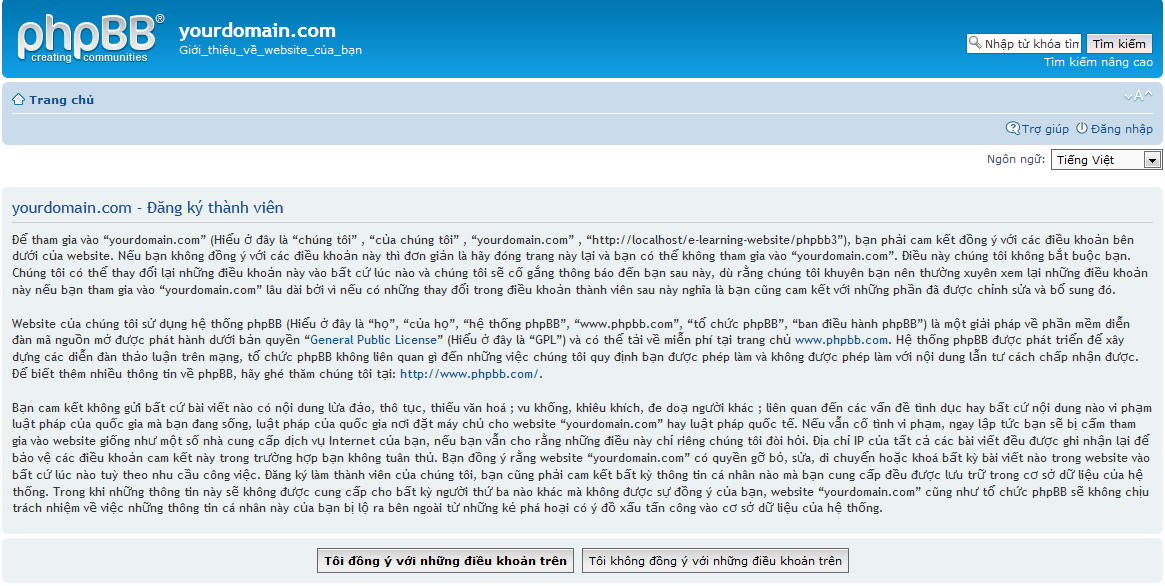 phpBB®
creating communities
yourdomain.com
Giới_thiệu_về_website_của_bạn
Nhập từ khóa tìn
Tìm kiếm
Tìm kiếm nâng cao
Trang chủ
A
Trợ giúp
Đăng nhập
Ngôn ngữ:
Tiếng Việt
yourdomain.com - Đăng ký thành viên
Để tham gia vào “yourdomain.com” (Hiểu ở đây là “chúng tôi” , “của chúng tôi” , “yourdomain.com” , “http://localhost/e-learning-website/phpbb3”), bạn phải cam kết đồng ý với các điều khoản bên
dưới của website. Nếu bạn không đồng ý với các điều khoản này thì đơn giản là hãy đóng trang này lại và bạn có thể không tham gia vào “yourdomain.com”. Điều này chúng tôi không bắt buộc bạn.
Chúng tôi có thể thay đổi lại những điều khoản này vào bất cứ lúc nào và chúng tôi sẽ cố gắng thông báo đến bạn sau này, dù rằng chúng tôi khuyên bạn nên thường xuyên xem lại những điều khoản
này nếu bạn tham gia vào “yourdomain.com” lâu dài bởi vì nếu có những thay đổi trong điều khoản thành viên sau này nghĩa là bạn cũng cam kết với những phần đã được chỉnh sửa và bổ sung đó.
Website của chúng tôi sử dụng hệ thống phpBB (Hiểu ở đây là “họ”, “của họ”, “hệ thống phpBB”, “www.phpbb.com”, “tổ chức phpBB”, “ban điều hành phpBB”) là một giải pháp về phần mềm diễn
đàn mã nguồn mở được phát hành dưới bản quyền “General Public License” (Hiểu ở đây là “GPL”) và có thể tải về miễn phí tại trang chủ www.phpbb.com. Hệ thống phpBB được phát triển để xây
dựng các diễn đàn thảo luận trên mạng, tổ chức phpBB không liên quan gì đến những việc chúng tôi quy định bạn được phép làm và không được phép làm với nội dung lẫn tư cách chấp nhận được.
Để biết thêm nhiều thông tin về phpBB, hãy ghé thăm chúng tôi tại: http://www.phpbb.com/.
Bạn cam kết không gửi bất cứ bài viết nào có nội dung lừa đảo, thô tục, thiếu văn hoá ; vu khống, khiêu khích, đe doạ người khác ; liên quan đến các vấn đề tình dục hay bất cứ nội dung nào vi phạm
luật pháp của quốc gia mà bạn đang sống, luật pháp của quốc gia nơi đặt máy chủ cho website “yourdomain.com” hay luật pháp quốc tế. Nếu vẫn cố tình vi phạm, ngay lập tức bạn sẽ bị cấm tham
gia vào website giống như một số nhà cung cấp dịch vụ Internet của bạn, nếu bạn vẫn cho rằng những điều này chỉ riêng chúng tôi đòi hỏi. Địa chỉ IP của tất cả các bài viết đều được ghi nhận lại để
bảo vệ các điều khoản cam kết này trong trường hợp bạn không tuân thủ. Bạn đồng ý rằng website “yourdomain.com” có quyền gỡ bỏ, sửa, di chuyển hoặc khoá bất kỳ bài viết nào trong website vào
bất cứ lúc nào tuỳ theo nhu cầu công việc. Đăng ký làm thành viên của chúng tôi, bạn cũng phải cam kết bất kỳ thông tin cá nhân nào mà bạn cung cấp đều được lưu trữ trong cơ sở dữ liệu của hệ
thống. Trong khi những thông tin này sẽ không được cung cấp cho bất kỳ người thứ ba nào khác mà không được sự đồng ý của bạn, website “yourdomain.com” cũng như tổ chức phpBB sẽ không chịu
trách nhiệm về việc những thông tin cá nhân này của bạn bị lộ ra bên ngoài từ những kẻ phá hoại có ý đồ xấu tấn công vào cơ sở dữ liệu của hệ thống.
Tôi đồng ý với những điều khoản trên
Tôi không đồng ý với những điều khoản trên